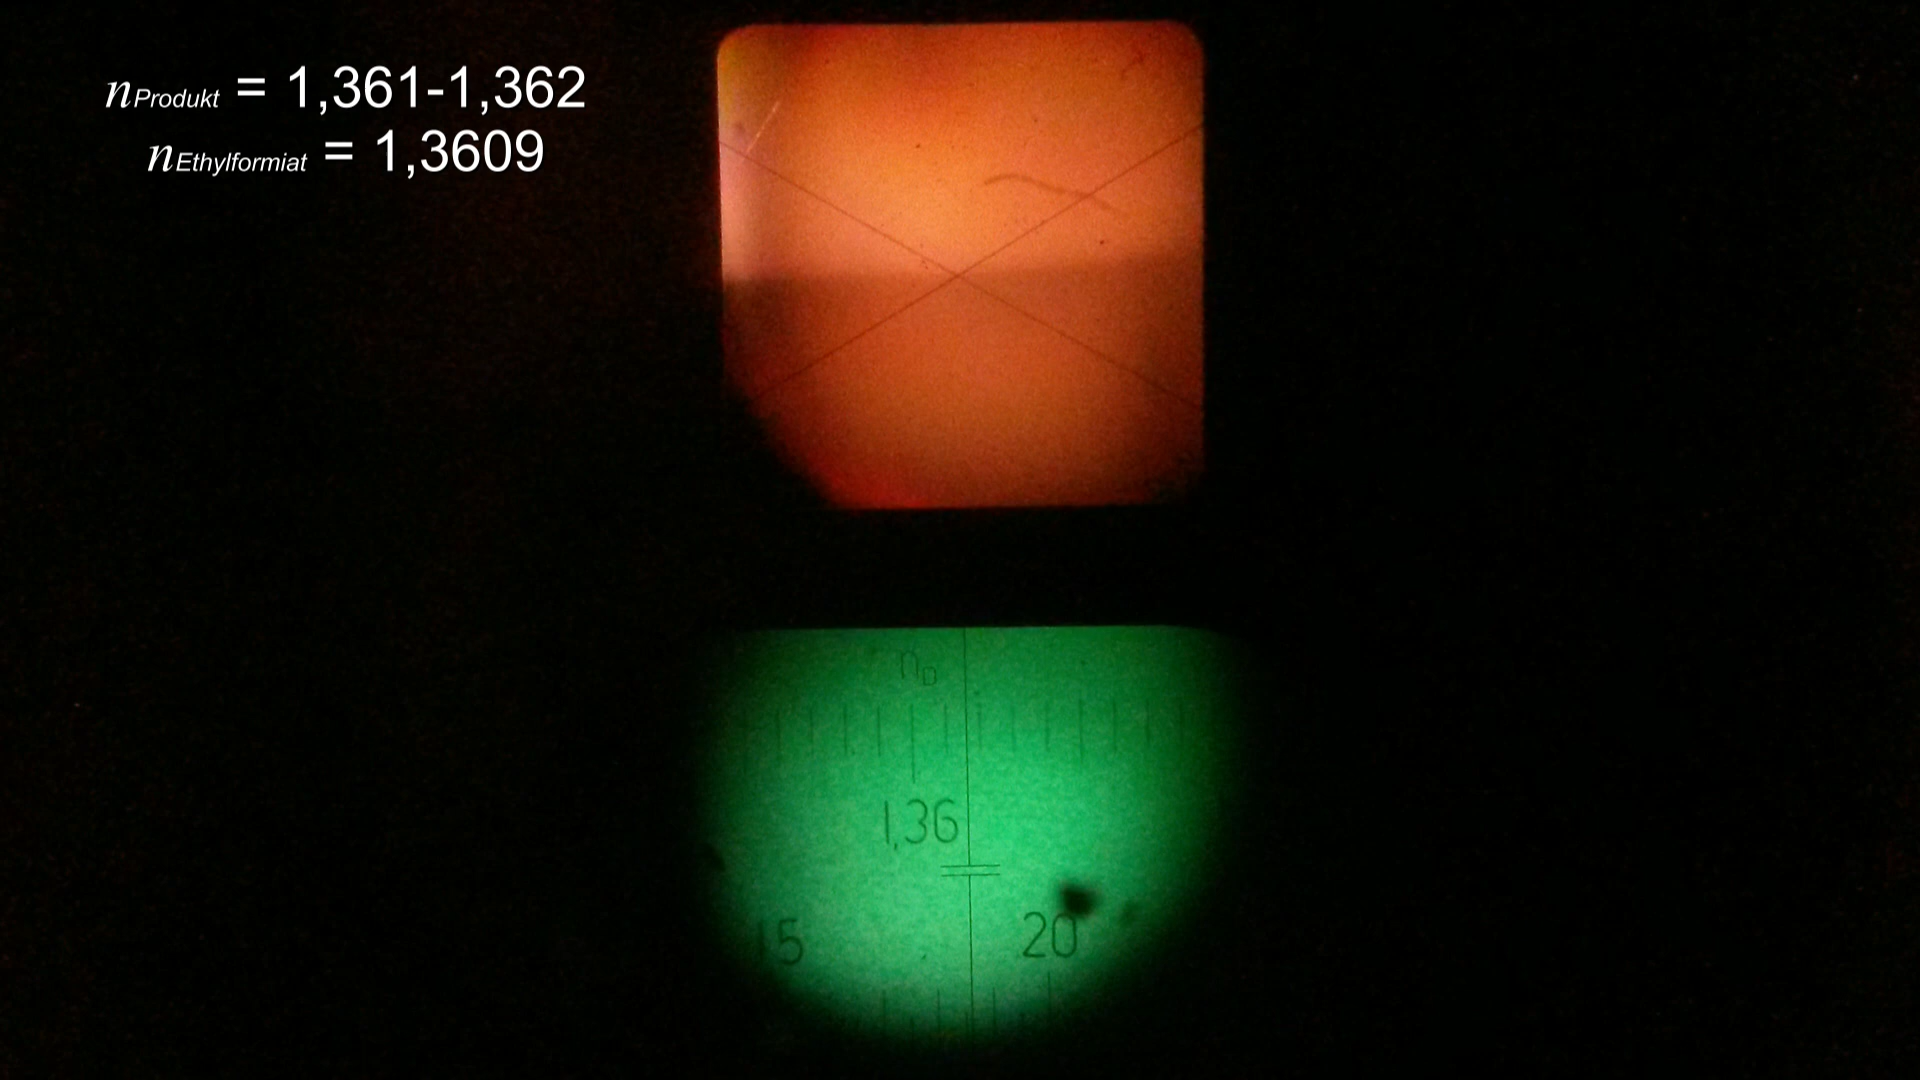 nProdukt = 1,361-1,362
nEthylformiat = 1,3609
nD
1,36
15 20